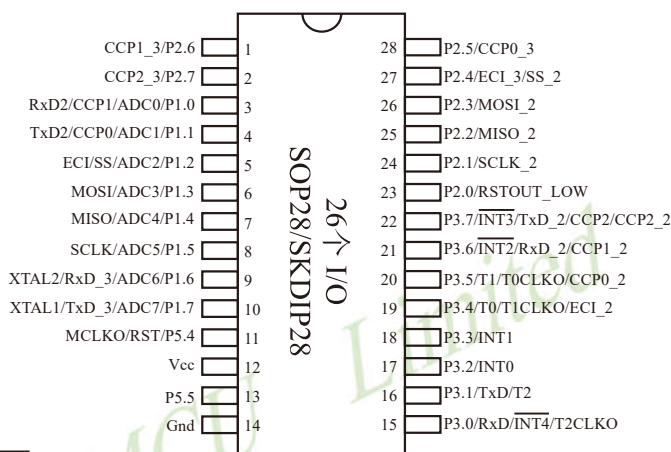 CCP1_3/P2.6 1
CCP2_3/P2.7 2
RxD2/CCP1/ADC0/P1.0 3
TxD2/CCP0/ADC1/P1.1 4
ECI/SS/ADC2/P1.2 5
MOSI/ADC3/P1.3 6
MISO/ADC4/P1.4 7
SCLK/ADC5/P1.5 8
XTAL2/RxD_3/ADC6/P1.6 9
XTAL1/TxD_3/ADC7/P1.7 10
MCLKO/RST/P5.4 11
Vcc 12
P5.5 13
Gnd 14
26个 I/O
SOP28/SKDIP28
28 P2.5/CCP0_3
27 P2.4/ECI_3/SS_2
26 P2.3/MOSI_2
25 P2.2/MISO_2
24 P2.1/SCLK_2
23 P2.0/RSTOUT_LOW
22 P3.7/INT3/TxD_2/CCP2/CCP2_2
21 P3.6/INT2/RxD_2/CCP1_2
20 P3.5/T1/T0CLKO/CCP0_2
19 P3.4/T0/T1CLKO/ECI_2
18 P3.3/INT1
17 P3.2/INT0
16 P3.1/TxD/T2
15 P3.0/RxD/INT4/T2CLKO
MCU Limited